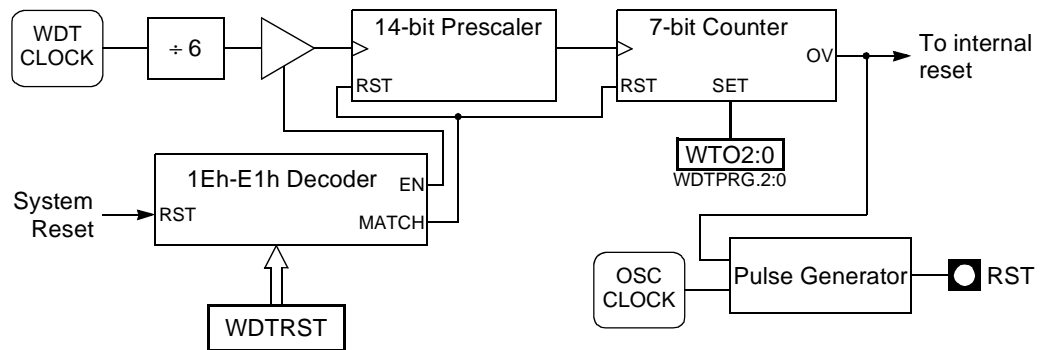 WDT
CLOCK
÷ 6
14-bit Prescaler
RST
7-bit Counter
RST
SET
OV
To internal
reset
WTO2:0
WDTPRG.2:0
1Eh-E1h Decoder
EN
RST
MATCH
System
Reset
WDTRST
OSC
CLOCK
Pulse Generator
RST